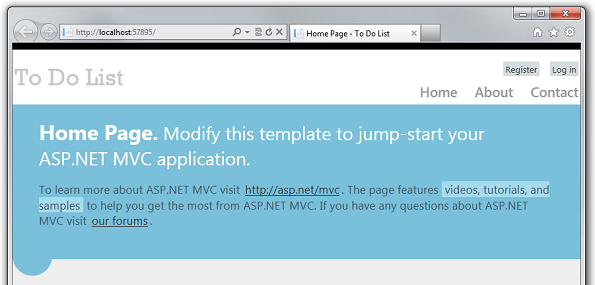 http://localhost:57895/
Home Page - To Do List
Register Log in
To Do List
Home About Contact
Home Page. Modify this template to jump-start your
ASP.NET MVC application.
To learn more about ASP.NET MVC visit http://asp.net/mvc. The page features videos, tutorials, and
samples to help you get the most from ASP.NET MVC. If you have any questions about ASP.NET
MVC visit our forums.